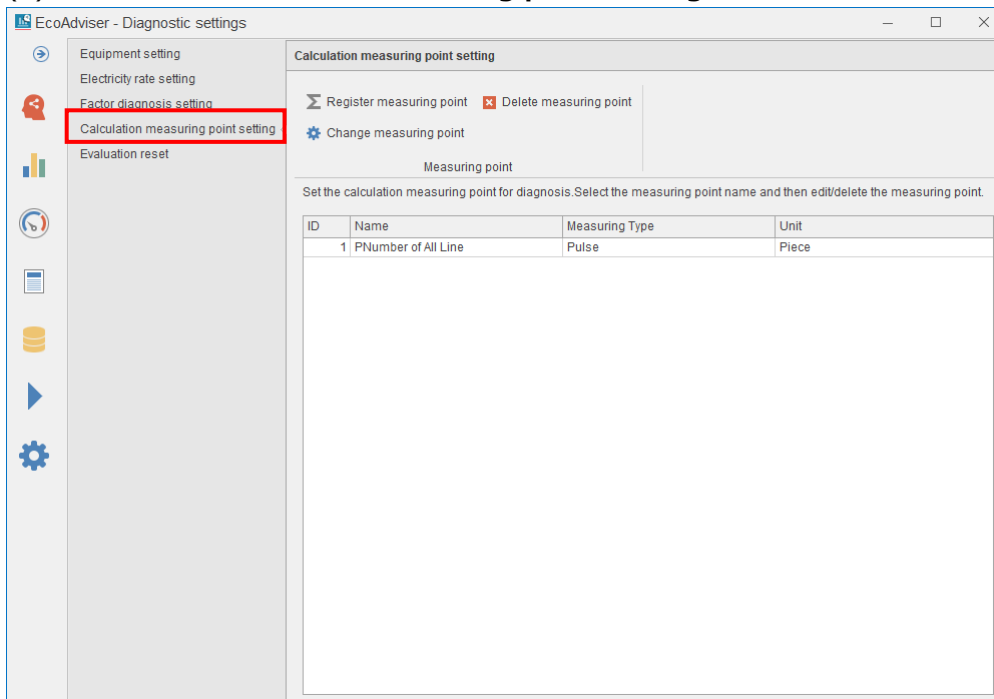 EcoAdviser - Diagnostic settings
Equipment setting
Electricity rate setting
Factor diagnosis setting
Calculation measuring point setting
Evaluation reset
Calculation measuring point setting
Register measuring point
Delete measuring point
Change measuring point
Measuring point
Set the calculation measuring point for diagnosis.Select the measuring point name and then edit/delete the measuring point.
ID Name Measuring Type Unit
1 PNumber of All Line Pulse Piece